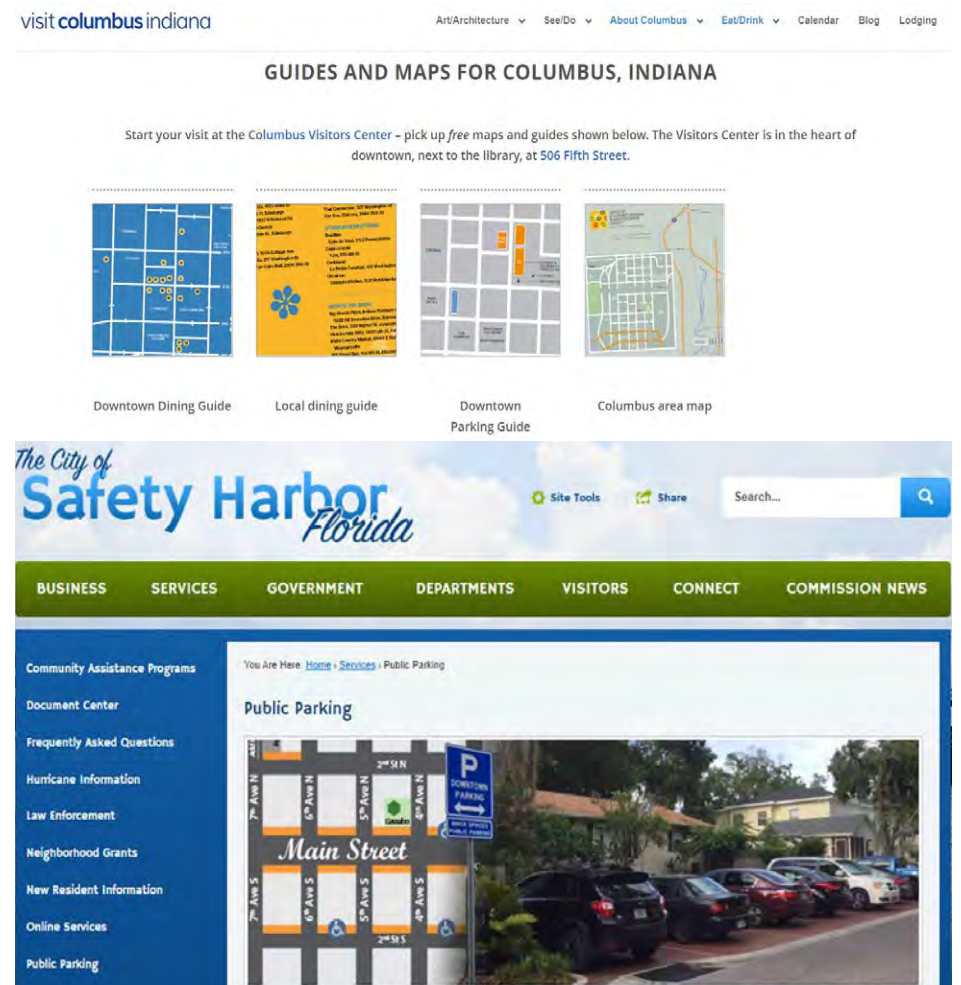 visit columbus indiana
Art/Architecture See/Do About Columbus Eat/Drink Calendar Blog Lodging
GUIDES AND MAPS FOR COLUMBUS, INDIANA
Start your visit at the Columbus Visitors Center – pick up free maps and guides shown below. The Visitors Center is in the heart of
downtown, next to the library, at 506 Fifth Street.
Downtown Dining Guide
Local dining guide
Downtown
Parking Guide
Columbus area map
The City of
Safety Harbor
Florida
Site Tools
Share
Search...
BUSINESS SERVICES GOVERNMENT DEPARTMENTS VISITORS CONNECT COMMISSION NEWS
Community Assistance Programs
Document Center
Frequently Asked Questions
Hurricane Information
Law Enforcement
Neighborhood Grants
New Resident Information
Online Services
Public Parking
You Are Here: Home › Services › Public Parking
Public Parking
2nd St N
7th Ave N
6th Ave N
5th Ave N
4th Ave N
Gazebo
Main Street
7th Ave S
6th Ave S
5th Ave S
4th Ave S
2nd St S
P
DOWNTOWN
PARKING
PUBLIC PARKING